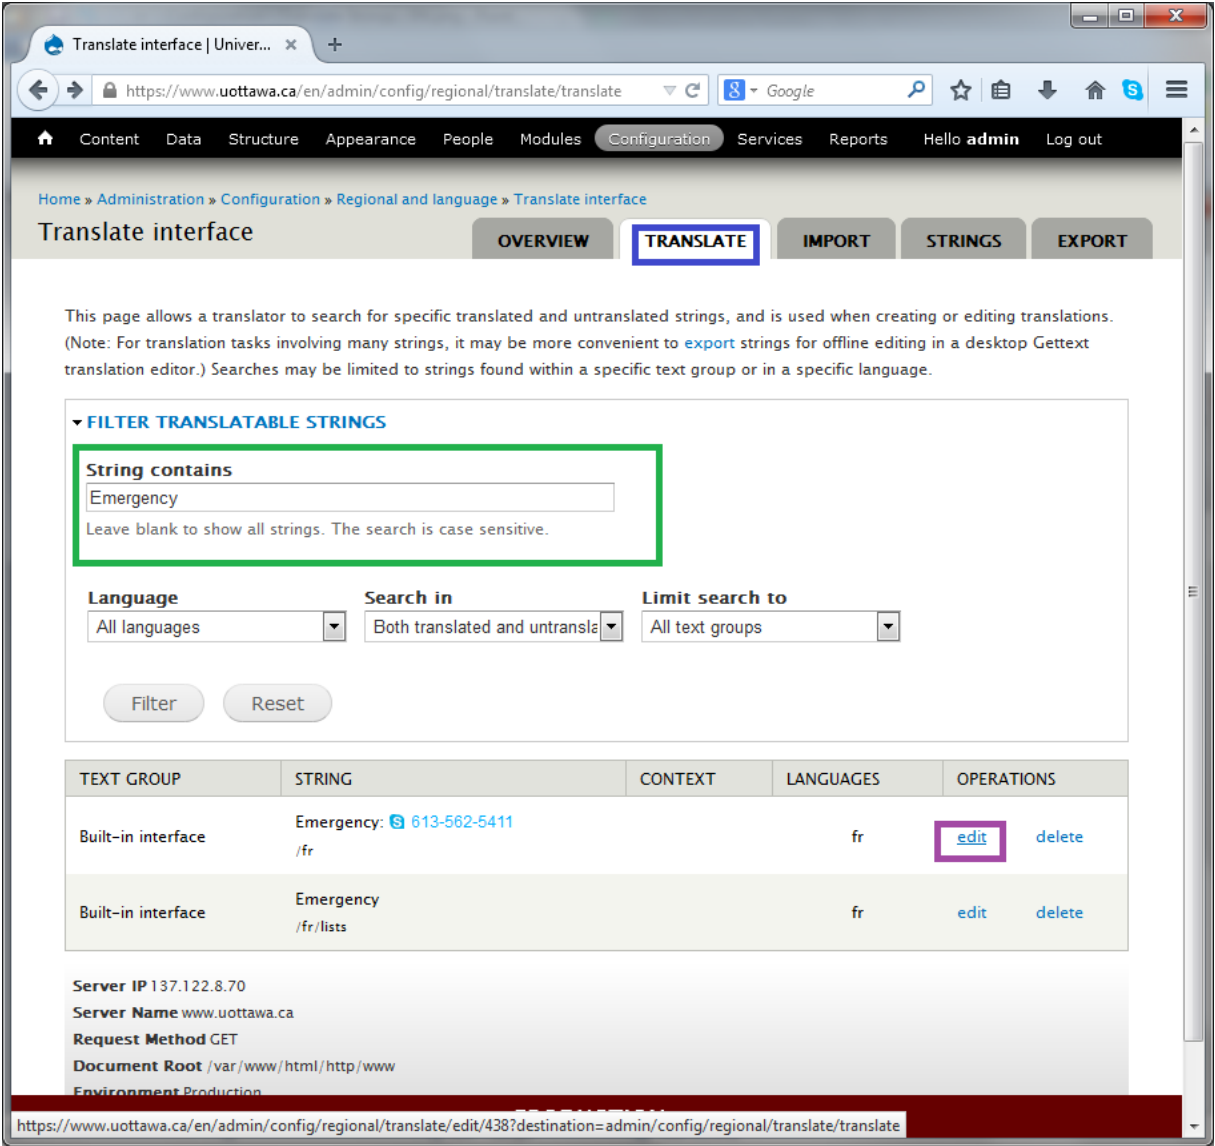 Translate interface | Univer...
https://www.uottawa.ca/en/admin/config/regional/translate/translate
Google
Content Data Structure Appearance People Modules Configuration Services Reports Hello admin Log out
Home » Administration » Configuration » Regional and language » Translate interface
Translate interface
OVERVIEW TRANSLATE IMPORT STRINGS EXPORT
This page allows a translator to search for specific translated and untranslated strings, and is used when creating or editing translations.
(Note: For translation tasks involving many strings, it may be more convenient to export strings for offline editing in a desktop Gettext
translation editor.) Searches may be limited to strings found within a specific text group or in a specific language.
FILTER TRANSLATABLE STRINGS
String contains
Emergency
Leave blank to show all strings. The search is case sensitive.
Language Search in Limit search to
All languages Both translated and untransla All text groups
Filter Reset
TEXT GROUP STRING CONTEXT LANGUAGES OPERATIONS
Emergency: 613-562-5411
Built-in interface fr edit delete
/fr
Emergency
Built-in interface fr edit delete
/fr/lists
Server IP 137.122.8.70
Server Name www.uottawa.ca
Request Method GET
Document Root /var/www/html/http/www
Environment Production
https://www.uottawa.ca/en/admin/config/regional/translate/edit/438?destination=admin/config/regional/translate/translate